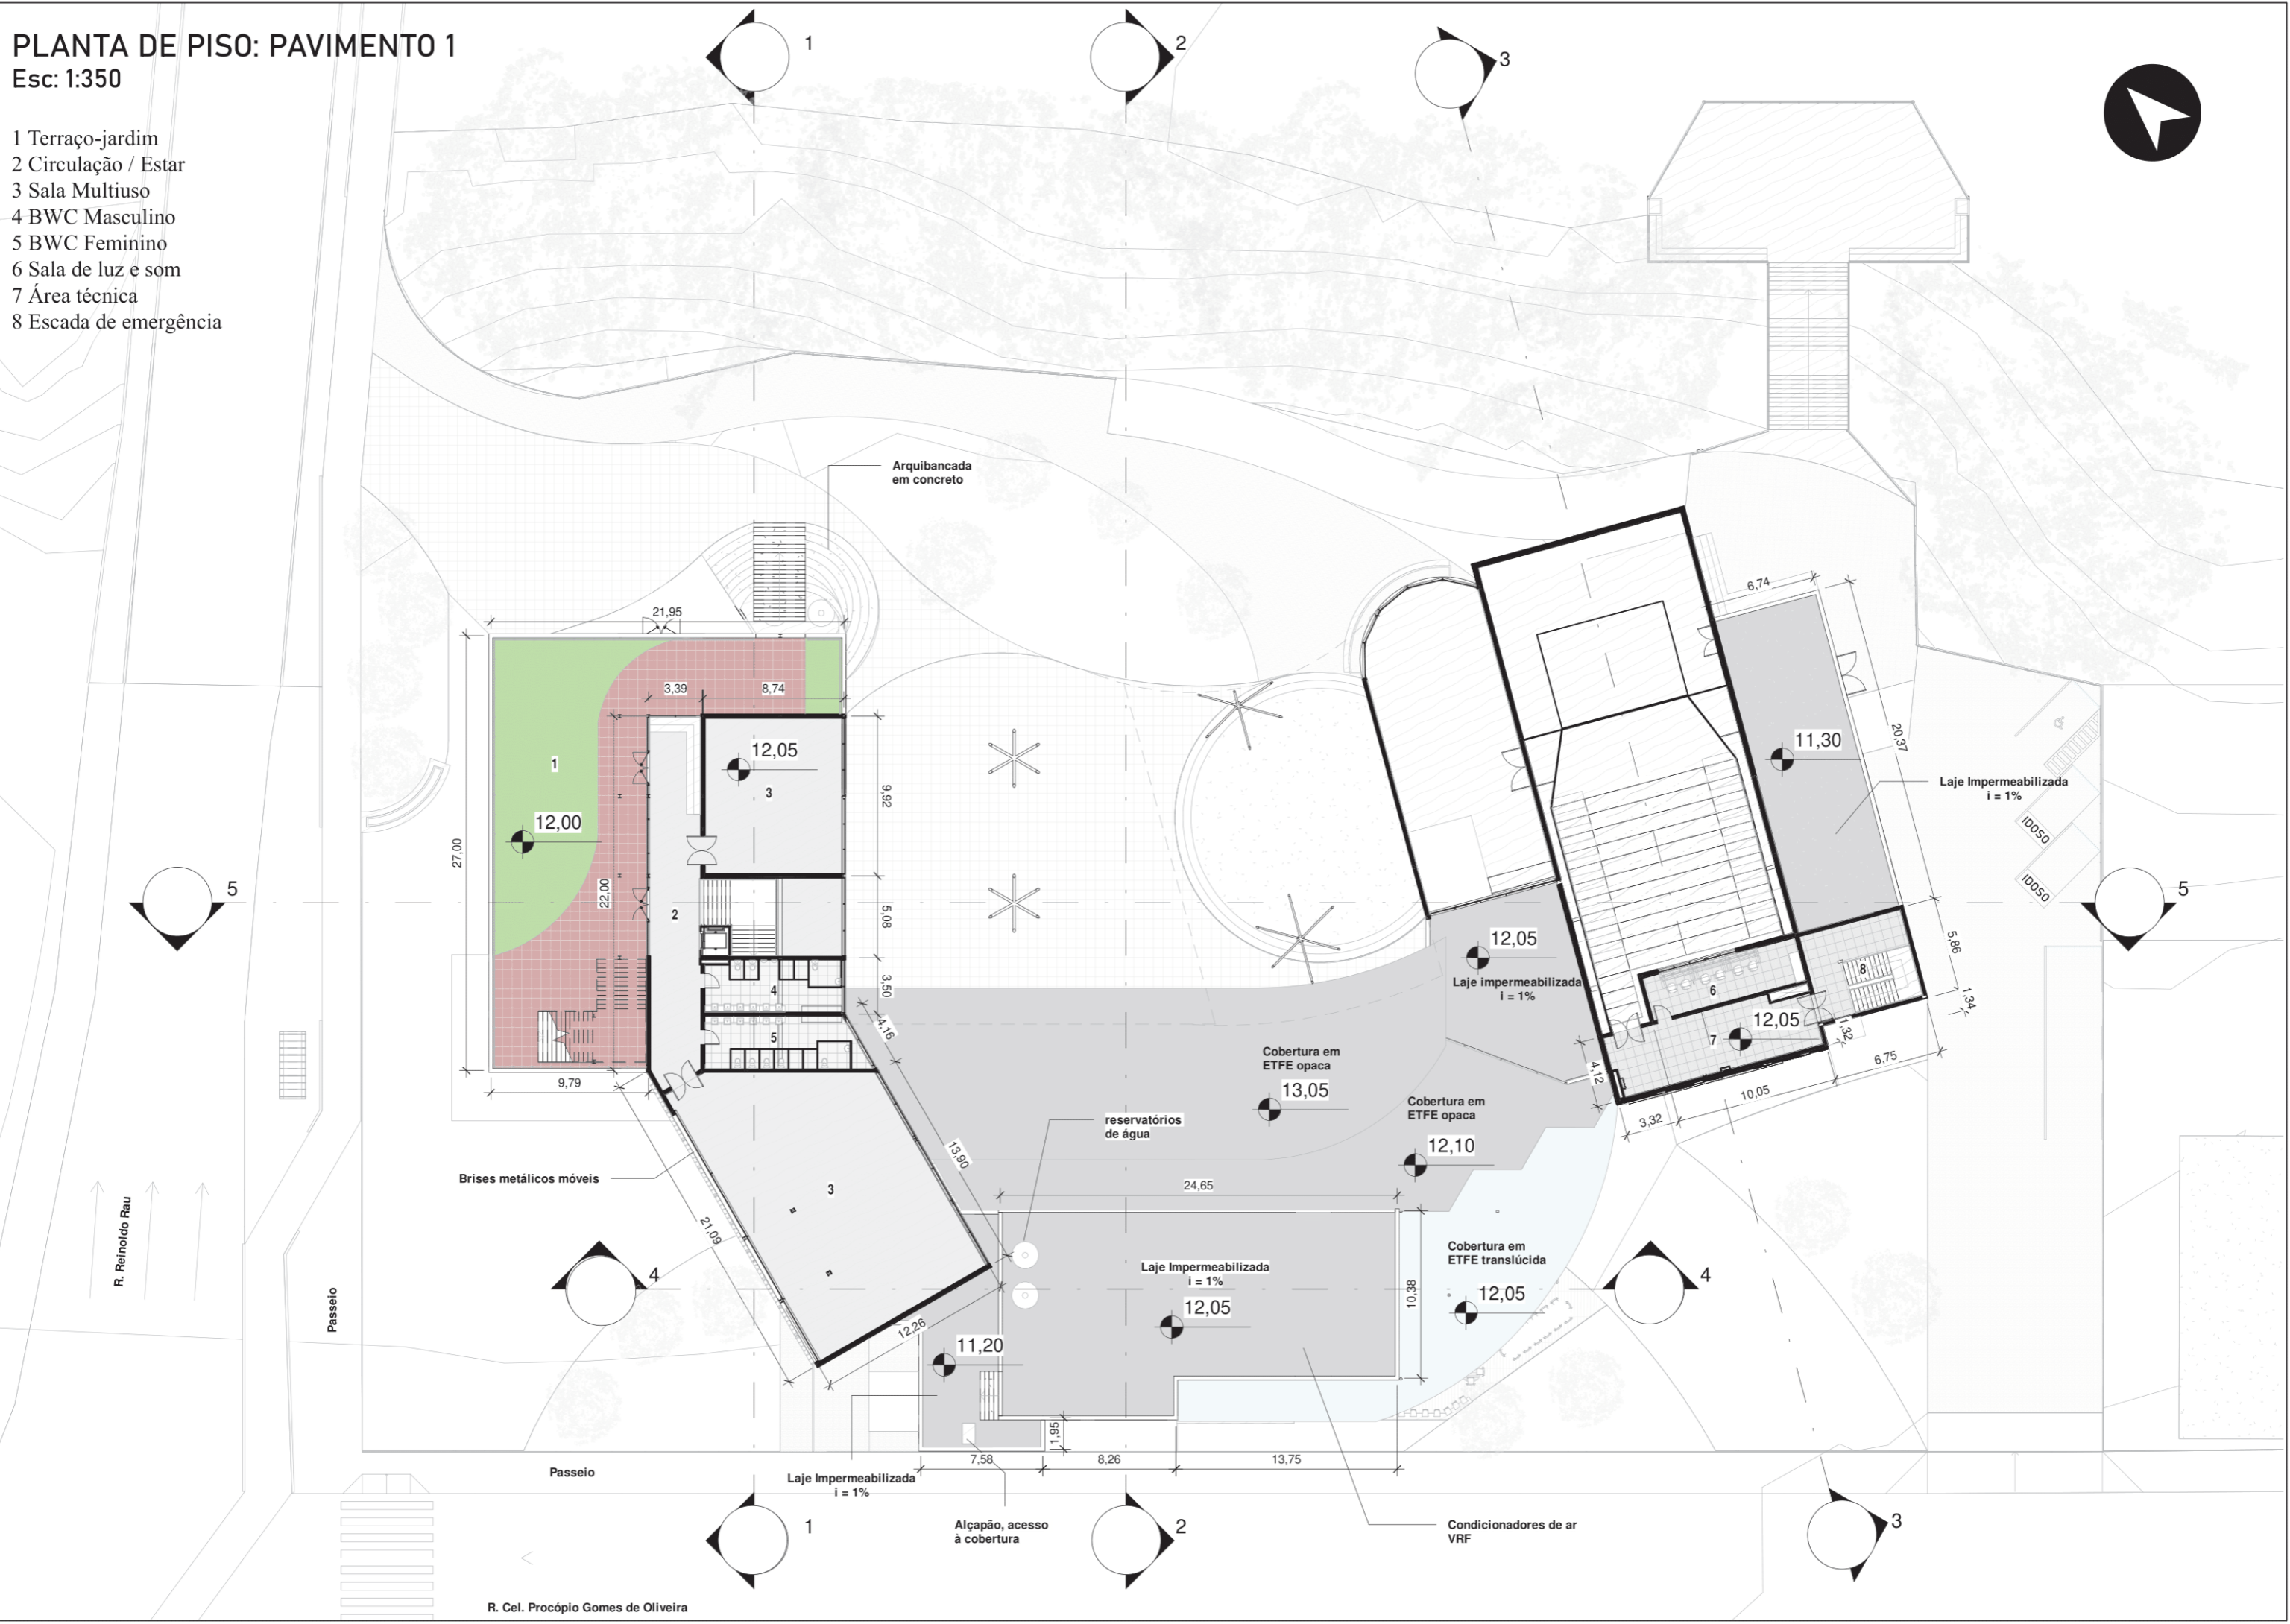 PLANTA DE PISO: PAVIMENTO 1
Esc: 1:350
1 Terraço-jardim
2 Circulação / Estar
3 Sala Multiuso
4 BWC Masculino
5 BWC Feminino
6 Sala de luz e som
7 Área técnica
8 Escada de emergência
1
2
3
Arquibancada
em concreto
21,95
3,39
8,74
27,00
22,00
1
12,00
12,05
3
9,92
2
5,08
4
3,50
5
4,16
9,79
13,90
3
21,09
12,26
Brises metálicos móveis
6,74
20,37
11,30
Laje Impermeabilizada
i = 1%
IDOSO
IDOSO
5
5
12,05
Laje impermeabilizada
i = 1%
5,86
8
1,34
6
12,05
7
1,32
6,75
4,12
10,05
3,32
Cobertura em
ETFE opaca
13,05
Cobertura em
ETFE opaca
12,10
reservatórios
de água
24,65
Cobertura em
ETFE translúcida
12,05
Laje Impermeabilizada
i = 1%
12,05
10,38
4
4
11,20
1,95
7,58
8,26
13,75
R. Reinoldo Rau
Passeio
Passeio
Laje Impermeabilizada
i = 1%
Alçapão, acesso
à cobertura
Condicionadores de ar
VRF
1
2
3
R. Cel. Procópio Gomes de Oliveira